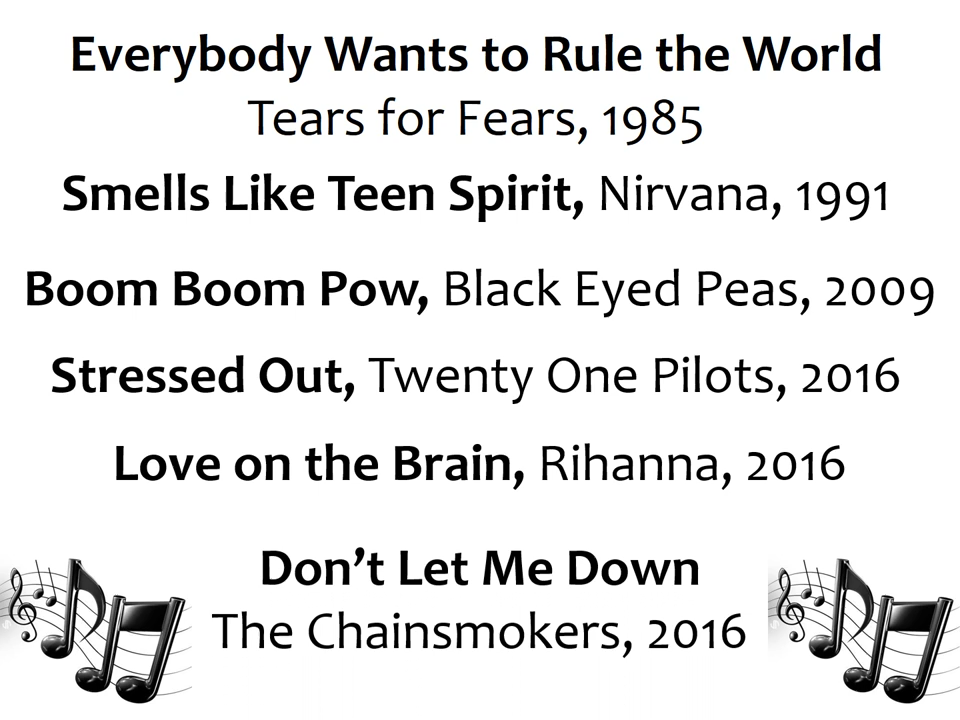 Everybody Wants to Rule the World
Tears for Fears, 1985
Smells Like Teen Spirit, Nirvana, 1991
Boom Boom Pow, Black Eyed Peas, 2009
Stressed Out, Twenty One Pilots, 2016
Love on the Brain, Rihanna, 2016
Don’t Let Me Down
The Chainsmokers, 2016